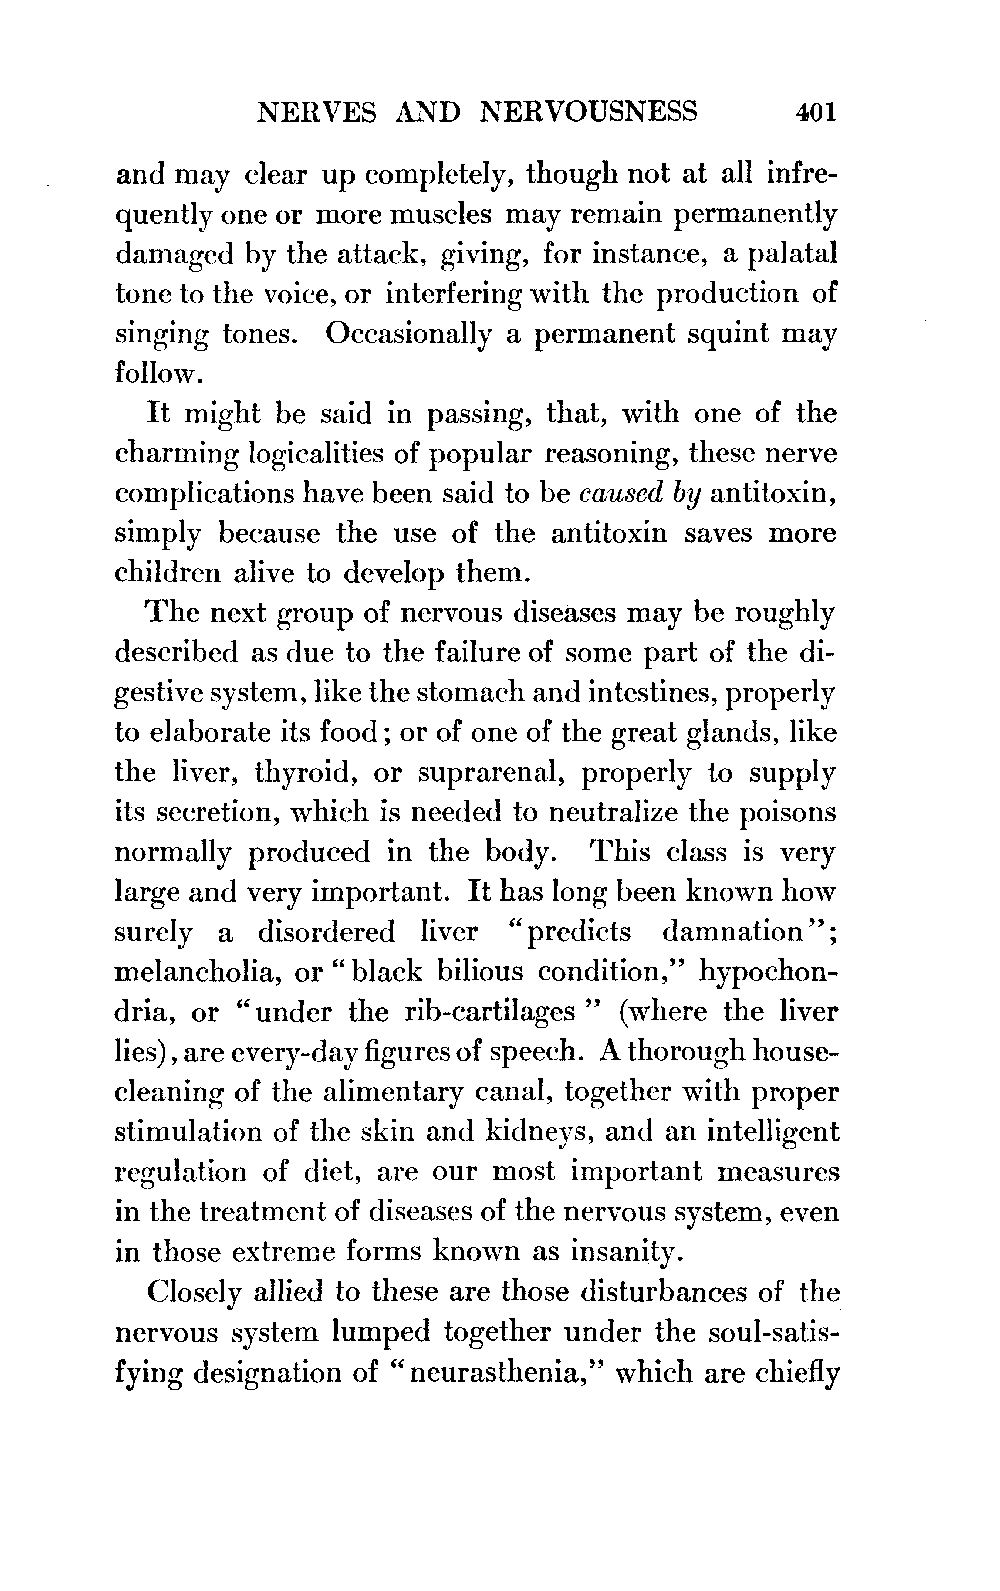 NERVES AND NERVOUSNESS 401
and may clear up completely, though not at all infre-
quently one or more muscles may remain permanently
damaged by the attack, giving, for instance, a palatal
tone to the voice, or interfering with the production of
singing tones. Occasionally a permanent squint may
follow.
It might be said in passing, that, with one of the
charming logicalities of popular reasoning, these nerve
complications have been said to be caused by antitoxin,
simply because the use of the antitoxin saves more
children alive to develop them.
The next group of nervous diseases may be roughly
described as due to the failure of some part of the di-
gestive system, like the stomach and intestines, properly
to elaborate its food; or of one of the great glands, like
the liver, thyroid, or suprarenal, properly to supply
its secretion, which is needed to neutralize the poisons
normally produced in the body. This class is very
large and very important. It has long been known how
surely a disordered liver "predicts damnation";
melancholia, or "black bilious condition," hypochon-
dria, or "under the rib-cartilages" (where the liver
lies), are every-day figures of speech. A thorough house-
cleaning of the alimentary canal, together with proper
stimulation of the skin and kidneys, and an intelligent
regulation of diet, are our most important measures
in the treatment of diseases of the nervous system, even
in those extreme forms known as insanity.
Closely allied to these are those disturbances of the
nervous system lumped together under the soul-satis-
fying designation of "neurasthenia," which are chiefly